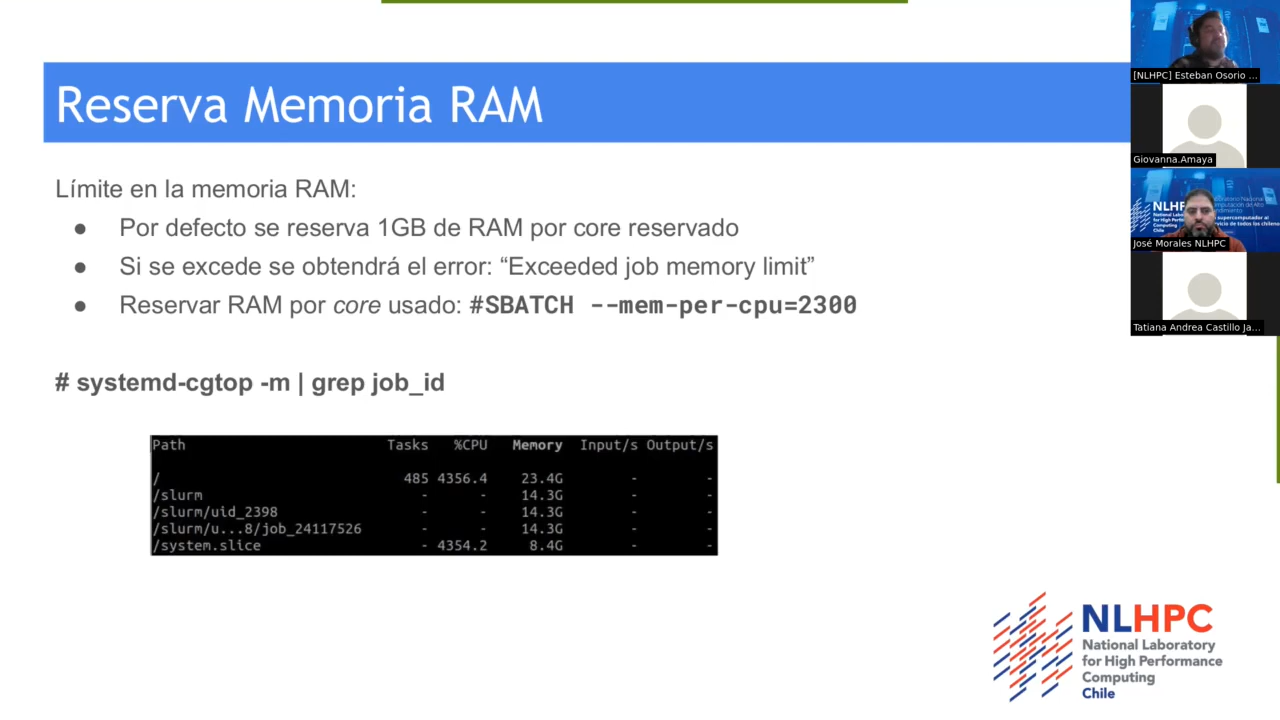 Reserva Memoria RAM
Límite en la memoria RAM:
● Por defecto se reserva 1GB de RAM por core reservado
● Si se excede se obtendrá el error: “Exceeded job memory limit”
● Reservar RAM por core usado: #SBATCH --mem-per-cpu=2300
# systemd-cgtop -m | grep job_id
Path Tasks %CPU Memory Input/s Output/s
/ 485 4356.4 23.4G - -
/slurm - - 14.3G - -
/slurm/uid_2398 - - 14.3G - -
/slurm/u...8/job_24117526 - - 14.3G - -
/system.slice - 4354.2 8.4G - -
NLHPC
National Laboratory
for High Performance
Computing
Chile
[NLHPC] Esteban Osorio ...
Giovanna.Amaya
José Morales NLHPC
Tatiana Andrea Castillo Ja...